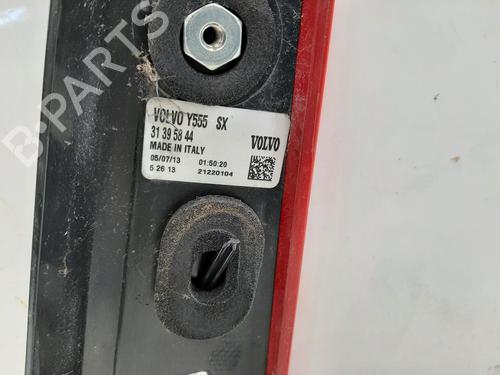 VOLVO Y555 SX
31 39 58 44
MADE IN ITALY
VOLVO
05/07/13 01:50:20
5 26 13 21220104
B-PARTS